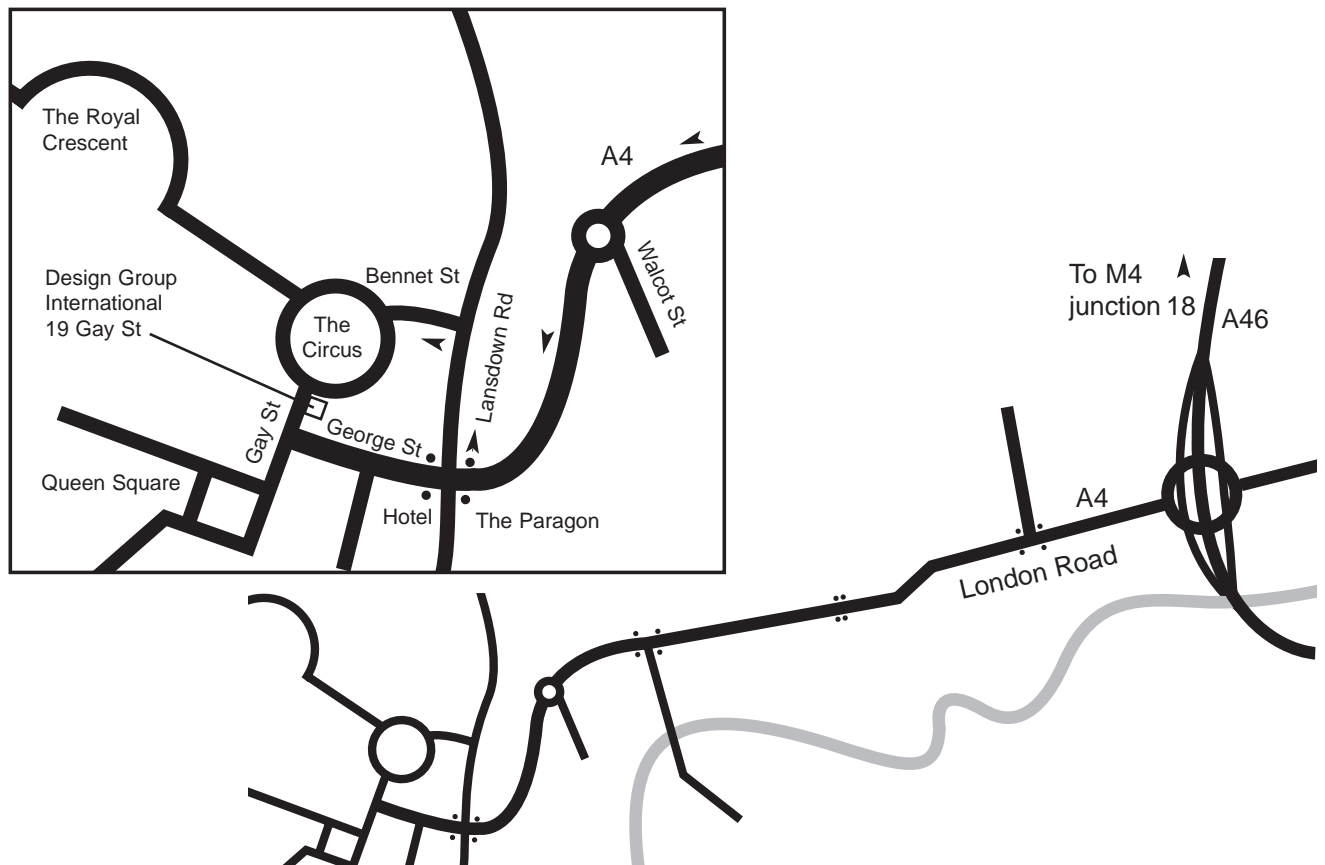 The Royal
Crescent
A4
Walcot St
Design Group
International
19 Gay St
Bennet St
The
Circus
Lansdown Rd
Gay St
George St
Queen Square
Hotel
The Paragon
To M4
junction 18
A46
A4
London Road